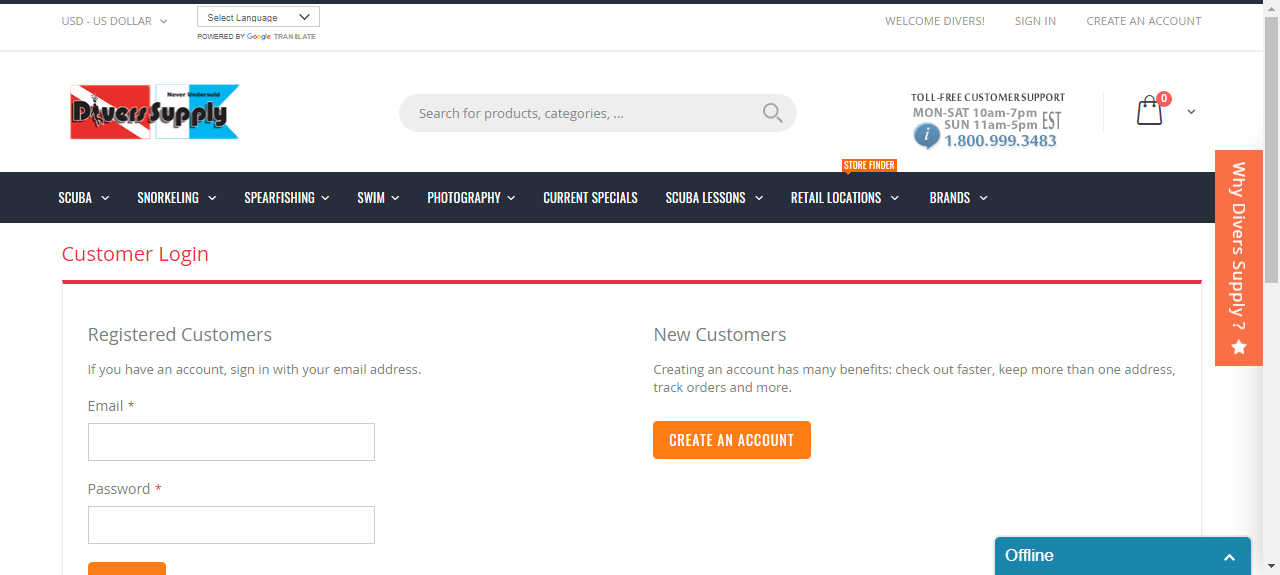 USD - US DOLLAR
Select Language
POWERED BY Google TRANSLATE
WELCOME DIVERS!
SIGN IN
CREATE AN ACCOUNT
Never Undersold
Divers Supply
Search for products, categories, ...
TOLL-FREE CUSTOMER SUPPORT
MON-SAT 10am-7pm
SUN 11am-5pm EST
i 1.800.999.3483
0
STORE FINDER
SCUBA
SNORKELING
SPEARFISHING
SWIM
PHOTOGRAPHY
CURRENT SPECIALS
SCUBA LESSONS
RETAIL LOCATIONS
BRANDS
Why Divers Supply ?
Customer Login
Registered Customers
If you have an account, sign in with your email address.
Email *
Password *
New Customers
Creating an account has many benefits: check out faster, keep more than one address,
track orders and more.
CREATE AN ACCOUNT
Offline